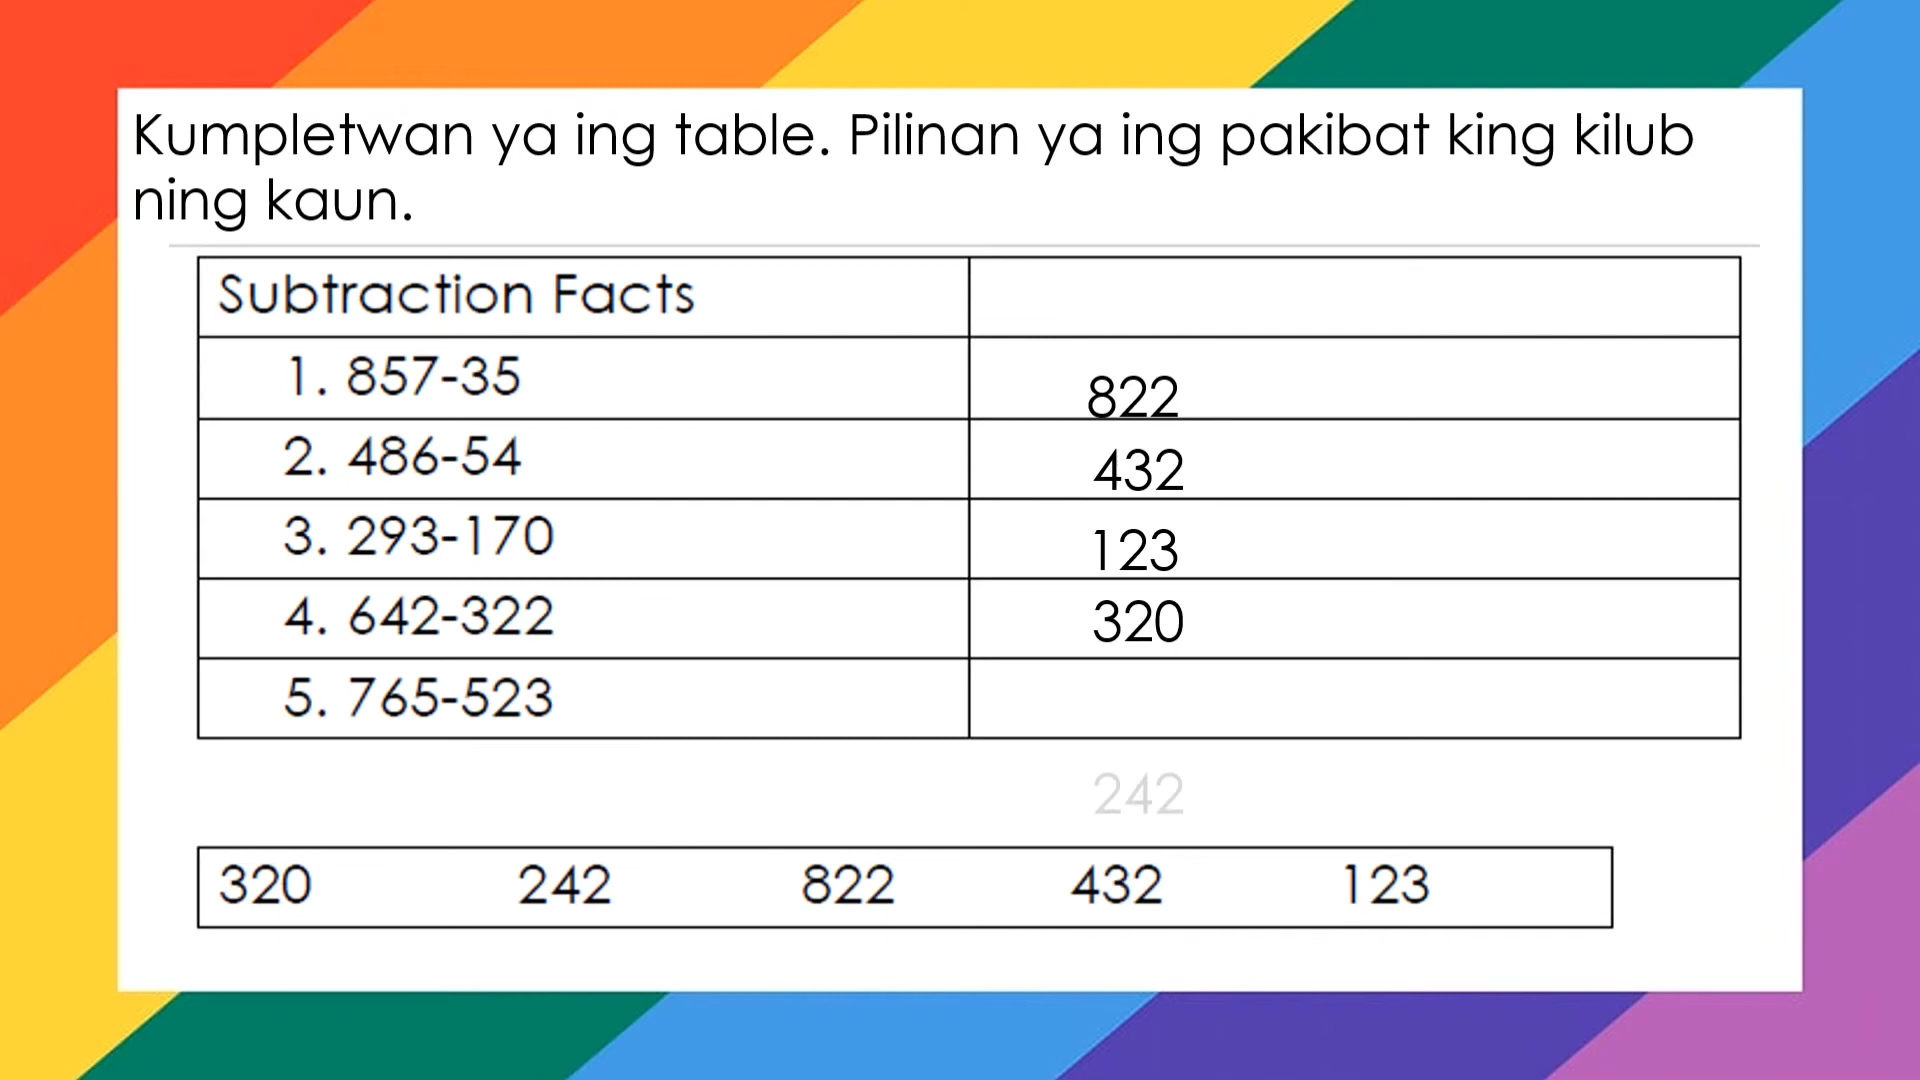 Kumpletwan ya ing table. Pilinan ya ing pakibat king kilub
ning kaun.
Subtraction Facts
1. 857-35 822
2. 486-54 432
3. 293-170 123
4. 642-322 320
5. 765-523
242
320 242 822 432 123